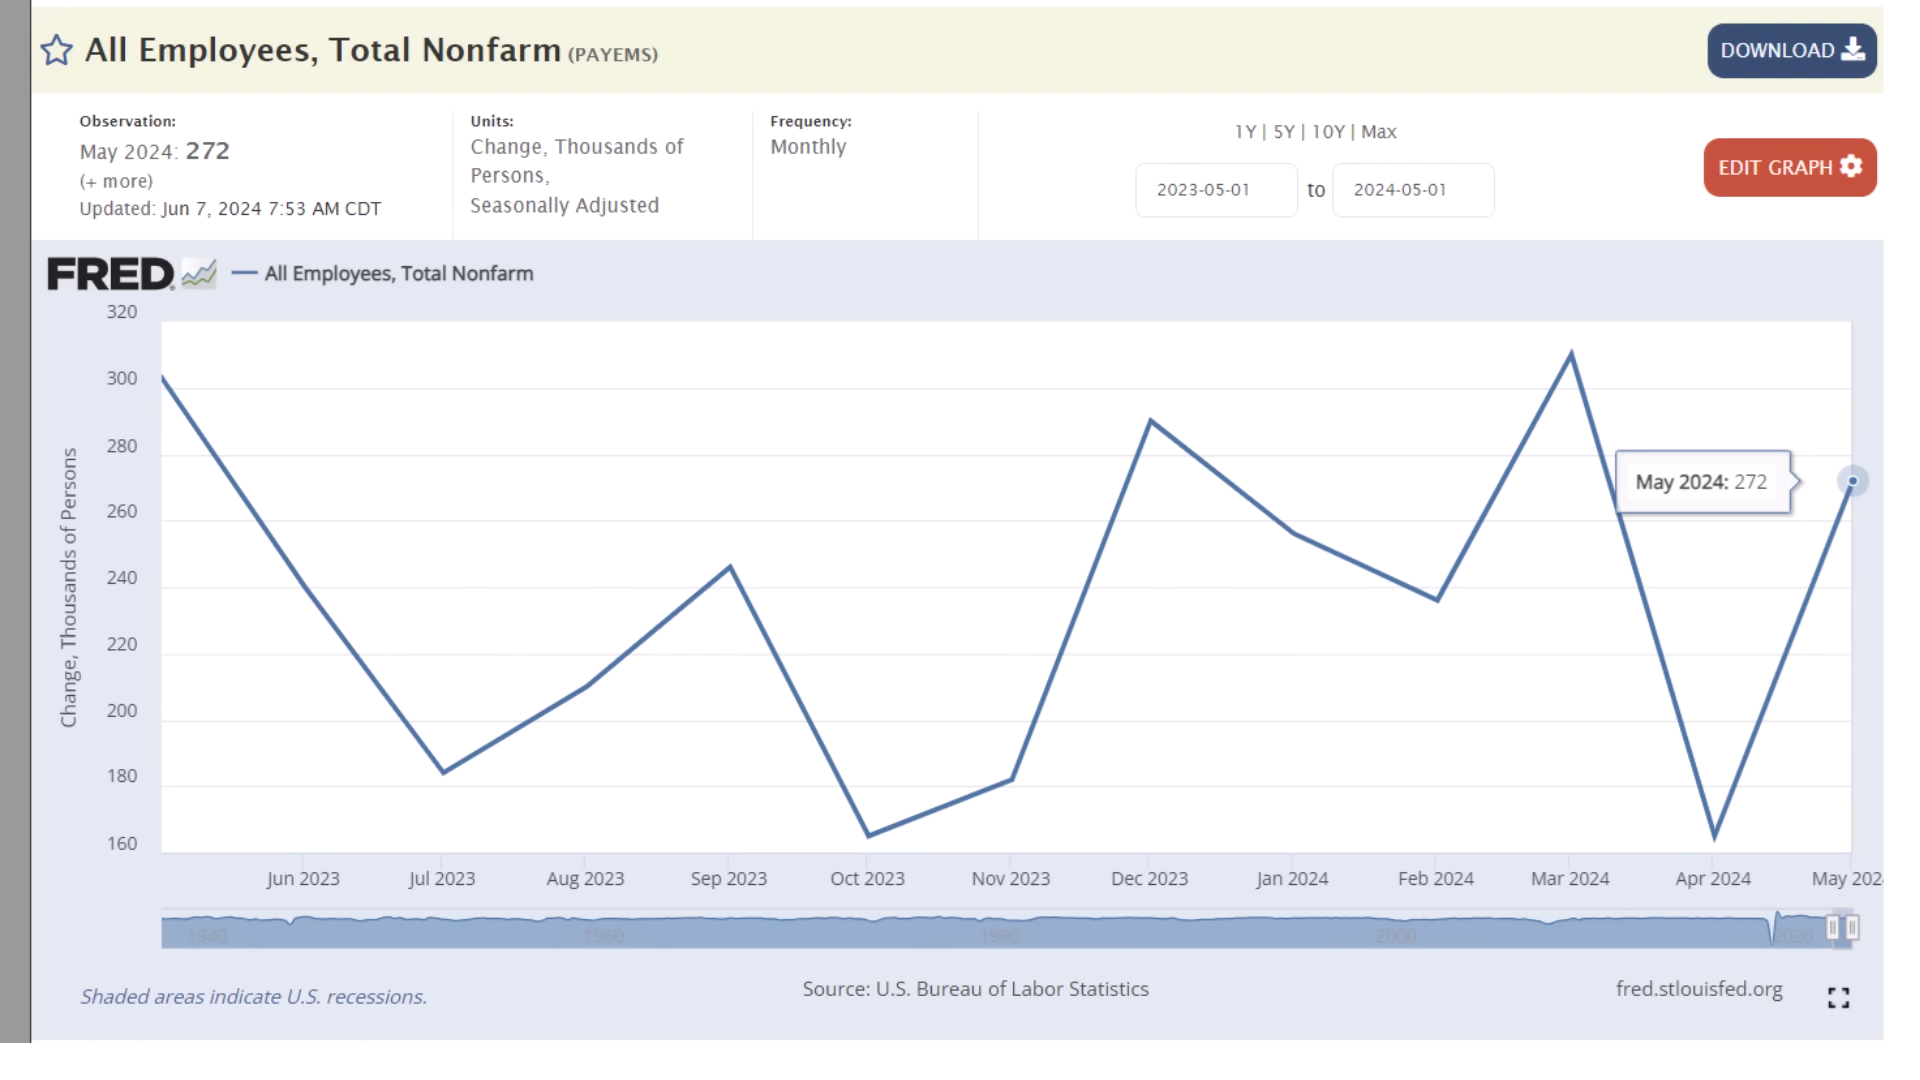 All Employees, Total Nonfarm (PAYEMS)
DOWNLOAD
Observation:
May 2024: 272
(+ more)
Updated: Jun 7, 2024 7:53 AM CDT
Units:
Change, Thousands of
Persons,
Seasonally Adjusted
Frequency:
Monthly
1Y | 5Y | 10Y | Max
2023-05-01 to 2024-05-01
EDIT GRAPH
FRED
All Employees, Total Nonfarm
Change, Thousands of Persons
320
300
280
260
240
220
200
180
160
May 2024: 272
Jun 2023 Jul 2023 Aug 2023 Sep 2023 Oct 2023 Nov 2023 Dec 2023 Jan 2024 Feb 2024 Mar 2024 Apr 2024 May 202
1940 1960 1980 2000 2020
Shaded areas indicate U.S. recessions.
Source: U.S. Bureau of Labor Statistics
fred.stlouisfed.org